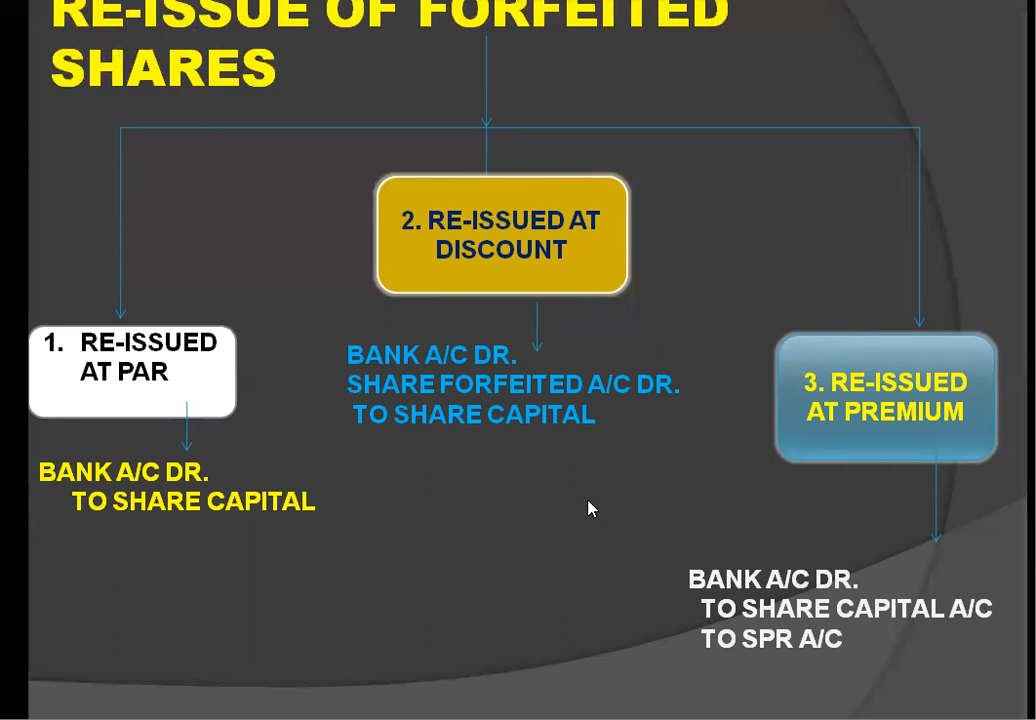 RE-ISSUE OF FORFEITED
SHARES
2. RE-ISSUED AT
DISCOUNT
1. RE-ISSUED
AT PAR
BANK A/C DR.
SHARE FORFEITED A/C DR.
TO SHARE CAPITAL
3. RE-ISSUED
AT PREMIUM
BANK A/C DR.
TO SHARE CAPITAL
BANK A/C DR.
TO SHARE CAPITAL A/C
TO SPR A/C